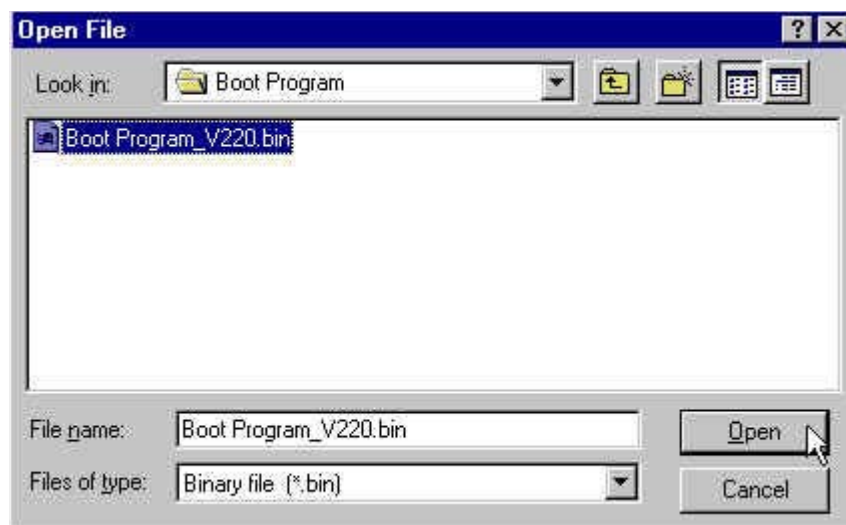 Open File
Look in: Boot Program
Boot Program_V220.bin
File name: Boot Program_V220.bin Open
Files of type: Binary file (*.bin) Cancel